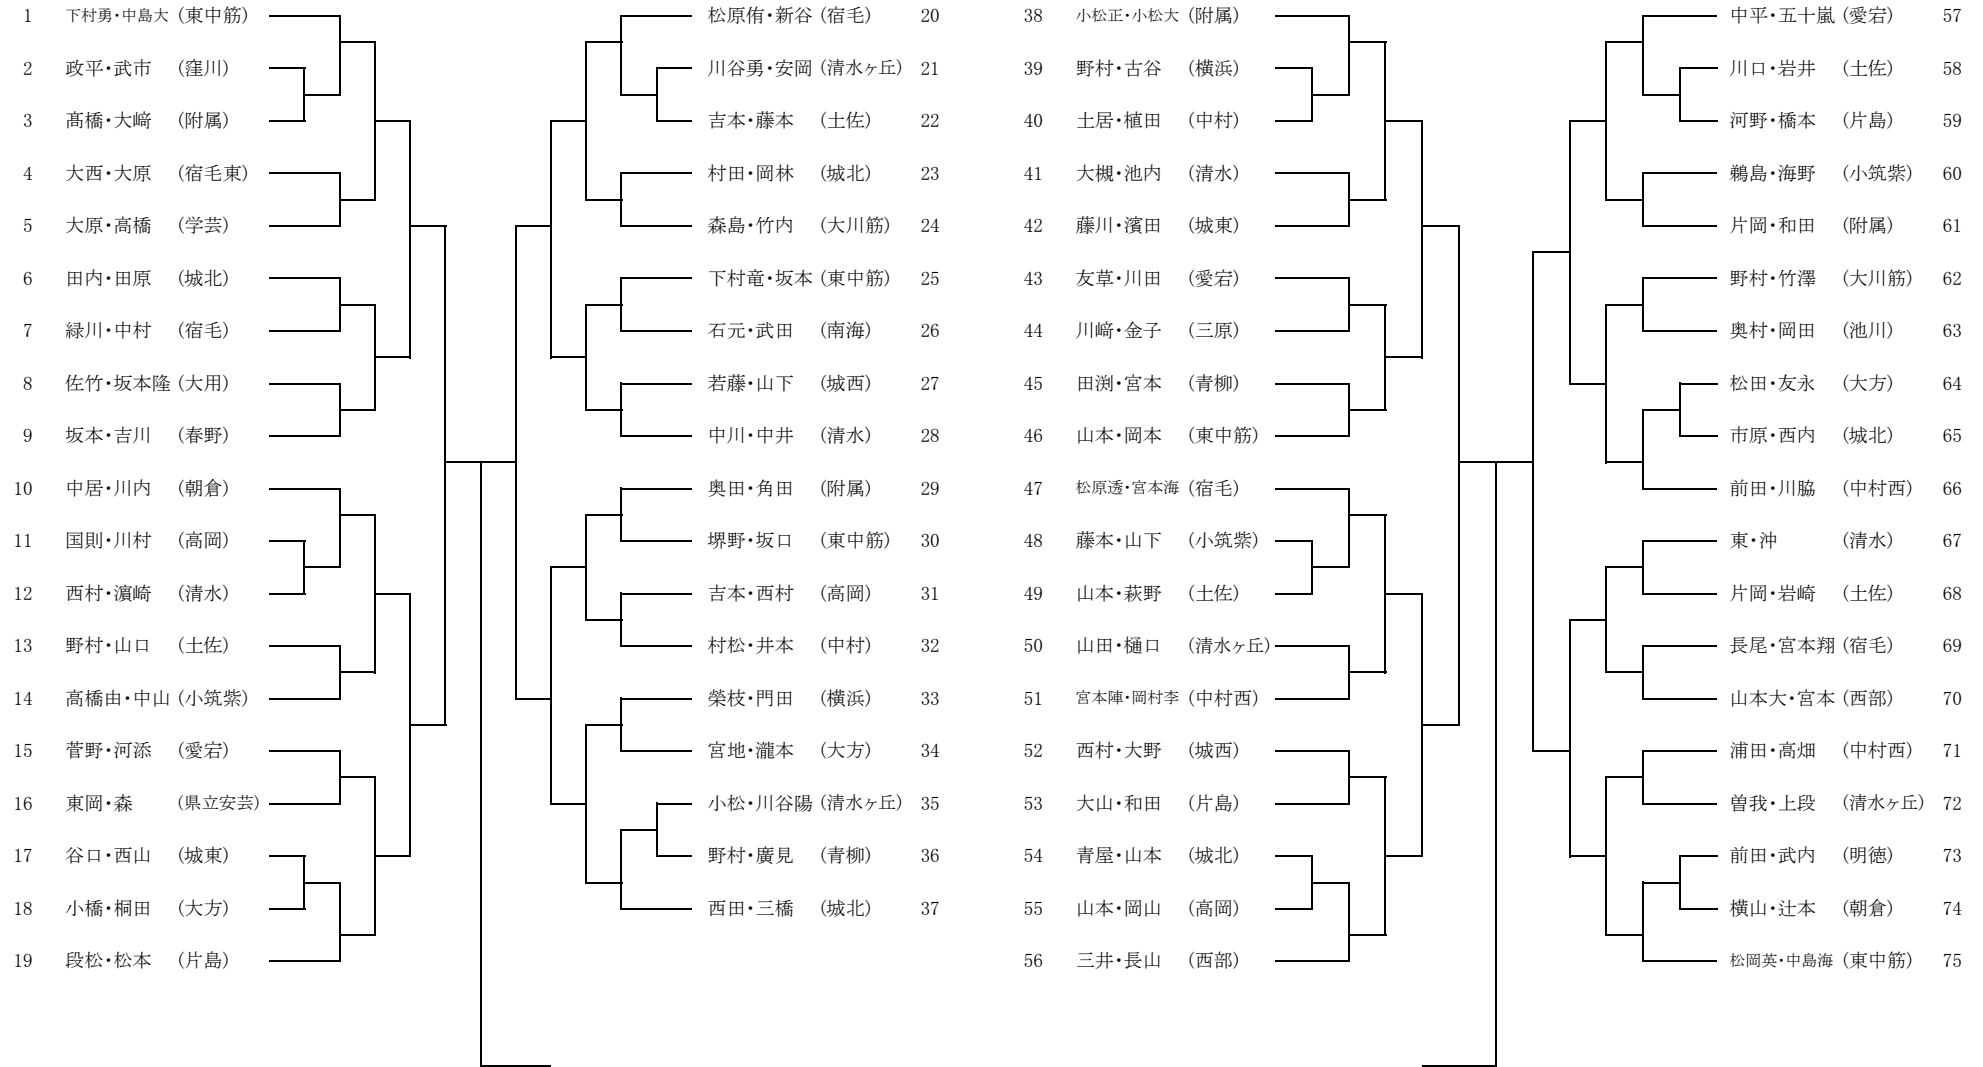 1 下村勇・中島大 (東中筋)
2 政平・武市 (窪川)
3 髙橋・大﨑 (附属)
4 大西・大原 (宿毛東)
5 大原・高橋 (学芸)
6 田内・田原 (城北)
7 緑川・中村 (宿毛)
8 佐竹・坂本隆 (大用)
9 坂本・吉川 (春野)
10 中居・川内 (朝倉)
11 国則・川村 (高岡)
12 西村・濵崎 (清水)
13 野村・山口 (土佐)
14 高橋由・中山 (小筑紫)
15 菅野・河添 (愛宕)
16 東岡・森 (県立安芸)
17 谷口・西山 (城東)
18 小橋・桐田 (大方)
19 段松・松本 (片島)
松原侑・新谷 (宿毛) 20
川谷勇・安岡 (清水ヶ丘) 21
吉本・藤本 (土佐) 22
村田・岡林 (城北) 23
森島・竹内 (大川筋) 24
下村竜・坂本 (東中筋) 25
石元・武田 (南海) 26
若藤・山下 (城西) 27
中川・中井 (清水) 28
奥田・角田 (附属) 29
堺野・坂口 (東中筋) 30
吉本・西村 (高岡) 31
村松・井本 (中村) 32
榮枝・門田 (横浜) 33
宮地・瀧本 (大方) 34
小松・川谷陽 (清水ヶ丘) 35
野村・廣見 (青柳) 36
西田・三橋 (城北) 37
38 小松正・小松大 (附属)
39 野村・古谷 (横浜)
40 土居・植田 (中村)
41 大槻・池内 (清水)
42 藤川・濱田 (城東)
43 友草・川田 (愛宕)
44 川﨑・金子 (三原)
45 田渕・宮本 (青柳)
46 山本・岡本 (東中筋)
47 松原透・宮本海 (宿毛)
48 藤本・山下 (小筑紫)
49 山本・萩野 (土佐)
50 山田・樋口 (清水ヶ丘)
51 宮本陣・岡村李 (中村西)
52 西村・大野 (城西)
53 大山・和田 (片島)
54 青屋・山本 (城北)
55 山本・岡山 (高岡)
56 三井・長山 (西部)
中平・五十嵐 (愛宕) 57
川口・岩井 (土佐) 58
河野・橋本 (片島) 59
鵜島・海野 (小筑紫) 60
片岡・和田 (附属) 61
野村・竹澤 (大川筋) 62
奥村・岡田 (池川) 63
松田・友永 (大方) 64
市原・西内 (城北) 65
前田・川脇 (中村西) 66
東・沖 (清水) 67
片岡・岩崎 (土佐) 68
長尾・宮本翔 (宿毛) 69
山本大・宮本 (西部) 70
浦田・高畑 (中村西) 71
曽我・上段 (清水ヶ丘) 72
前田・武内 (明徳) 73
横山・辻本 (朝倉) 74
松岡英・中島海 (東中筋) 75